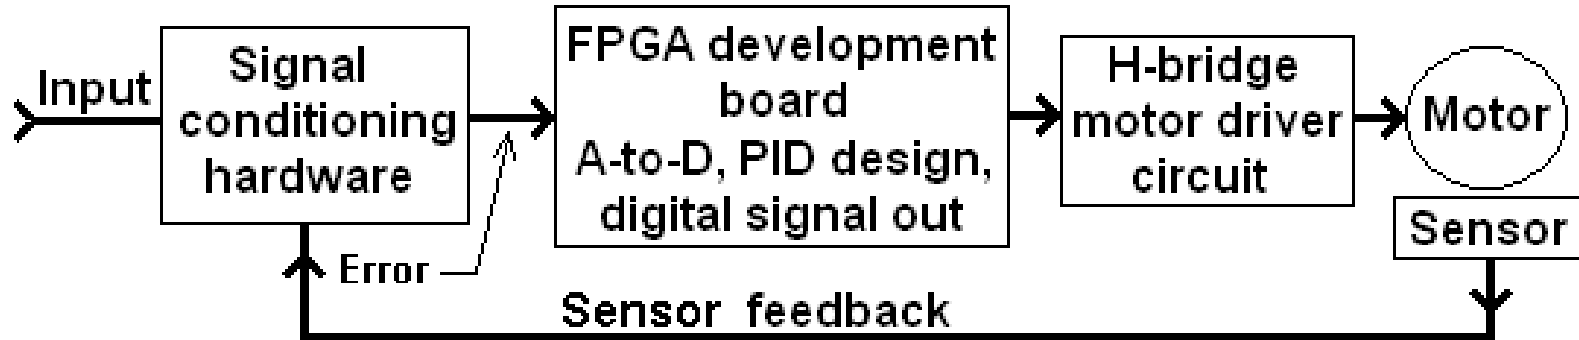 Input
Signal
conditioning
hardware
Error
FPGA development
board
A-to-D, PID design,
digital signal out
H-bridge
motor driver
circuit
Motor
Sensor
Sensor feedback